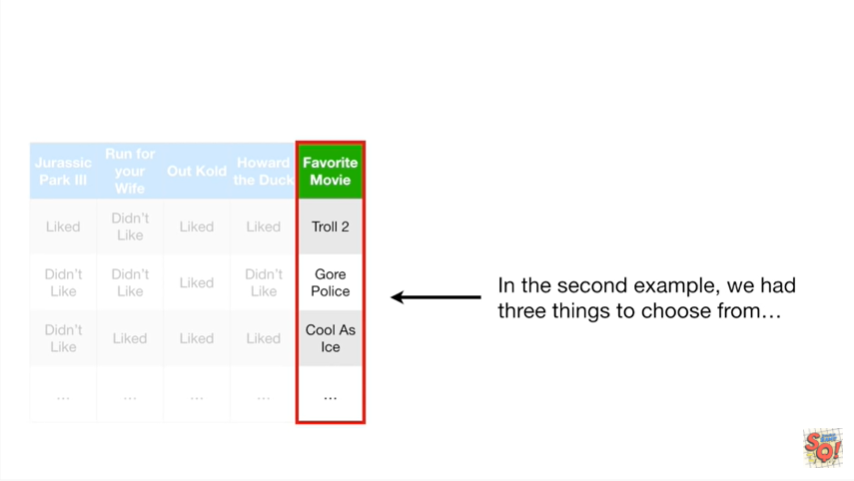 Jurassic Park III Run for your Wife Out Kold Howard the Duck Favorite Movie
Liked Didn't Like Liked Liked Troll 2
Didn't Like Didn't Like Liked Didn't Like Gore Police
Didn't Like Liked Liked Liked Cool As Ice
... ... ... ... ...
In the second example, we had
three things to choose from...
SQ!